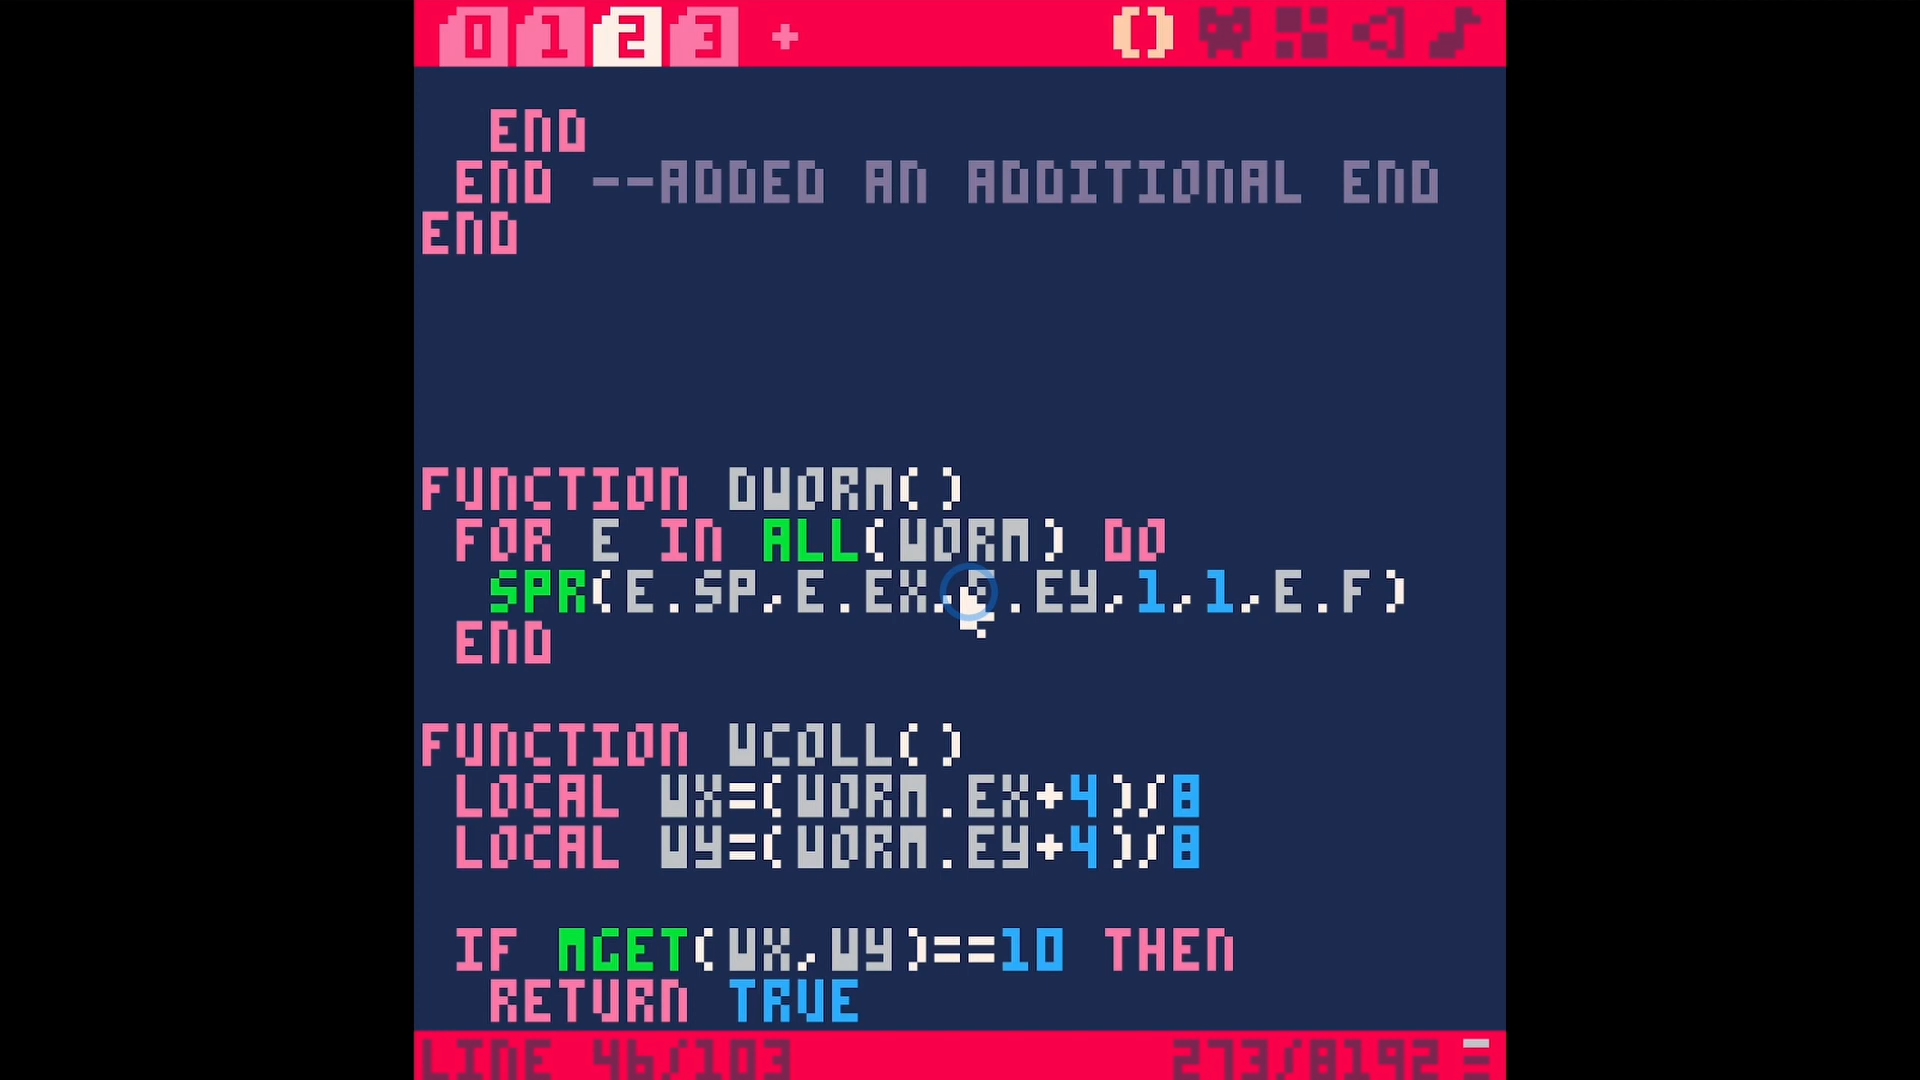 0 1 2 3 +
END
END --ADDED AN ADDITIONAL END
END
FUNCTION DWORM()
FOR E IN ALL(WORM) DO
SPR(E.SP,E.EX, .EY,1,1,E.F)
END
FUNCTION WCOLL()
LOCAL WX=(WORM.EX+4)/8
LOCAL WY=(WORM.EY+4)/8
IF MGET(WX,WY)==10 THEN
RETURN TRUE
LINE 46/103
273/8192